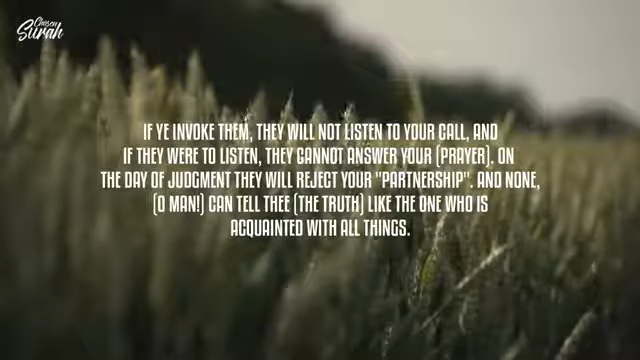 Chosen
Surah
IF YE INVOKE THEM, THEY WILL NOT LISTEN TO YOUR CALL, AND
IF THEY WERE TO LISTEN, THEY CANNOT ANSWER YOUR (PRAYER). ON
THE DAY OF JUDGMENT THEY WILL REJECT YOUR "PARTNERSHIP". AND NONE,
(O MAN!) CAN TELL THEE (THE TRUTH) LIKE THE ONE WHO IS
ACQUAINTED WITH ALL THINGS.